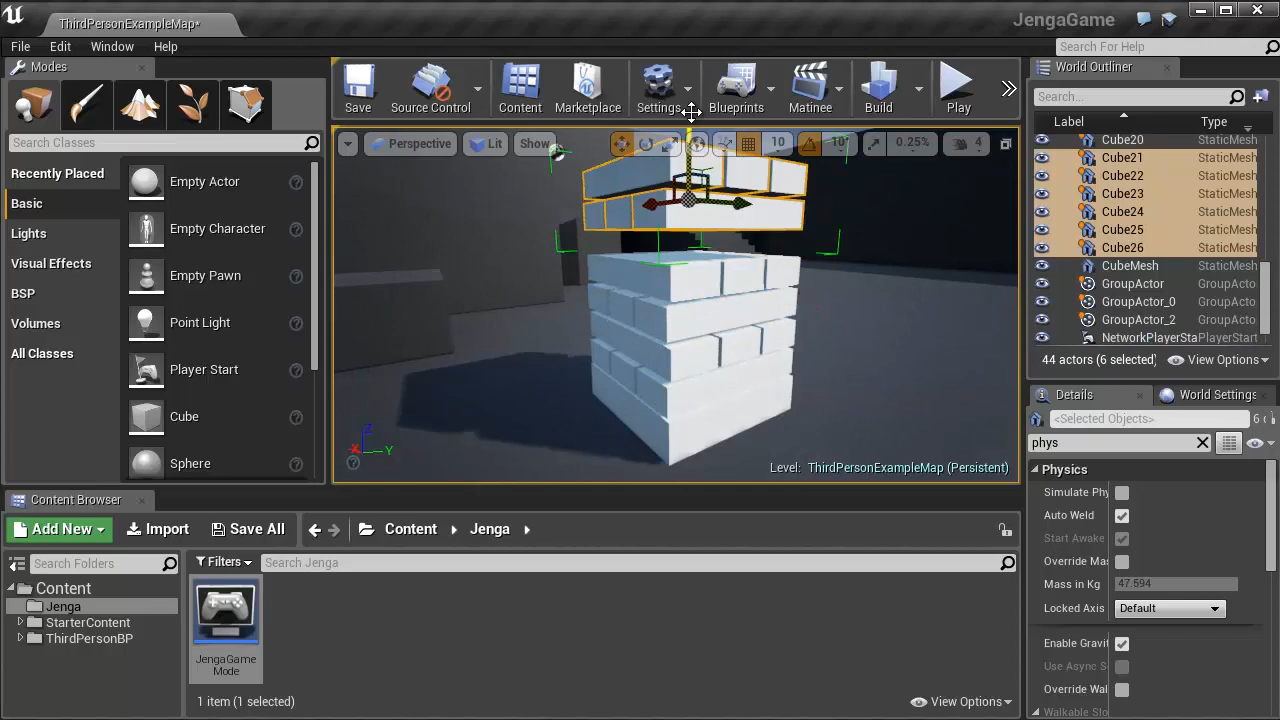 ThirdPersonExampleMap*
JengaGame
File Edit Window Help
Search For Help
Modes
Save Source Control Content Marketplace Settings Blueprints Matinee Build Play
World Outliner
Search...
Label Type
Search Classes
Perspective Lit Show 10 10° 0.25% 4
Recently Placed
Basic
Lights
Visual Effects
BSP
Volumes
All Classes
Empty Actor
Empty Character
Empty Pawn
Point Light
Player Start
Cube
Sphere
Cube20 StaticMesh
Cube21 StaticMesh
Cube22 StaticMesh
Cube23 StaticMesh
Cube24 StaticMesh
Cube25 StaticMesh
Cube26 StaticMesh
CubeMesh StaticMesh
GroupActor GroupActo
GroupActor_0 GroupActo
GroupActor_2 GroupActo
NetworkPlayerSta PlayerStart
44 actors (6 selected) View Options
Z
X Y
Level: ThirdPersonExampleMap (Persistent)
Details World Settings
<Selected Objects> 6
phys
Physics
Simulate Phy
Auto Weld
Start Awake
Override Mas
Mass in Kg 47.594
Locked Axis Default
Enable Gravit
Use Async S
Override Wal
Walkable Slo
Content Browser
Add New Import Save All Content Jenga
Search Folders
Filters Search Jenga
Content
Jenga
StarterContent
ThirdPersonBP
JengaGame
Mode
1 item (1 selected) View Options